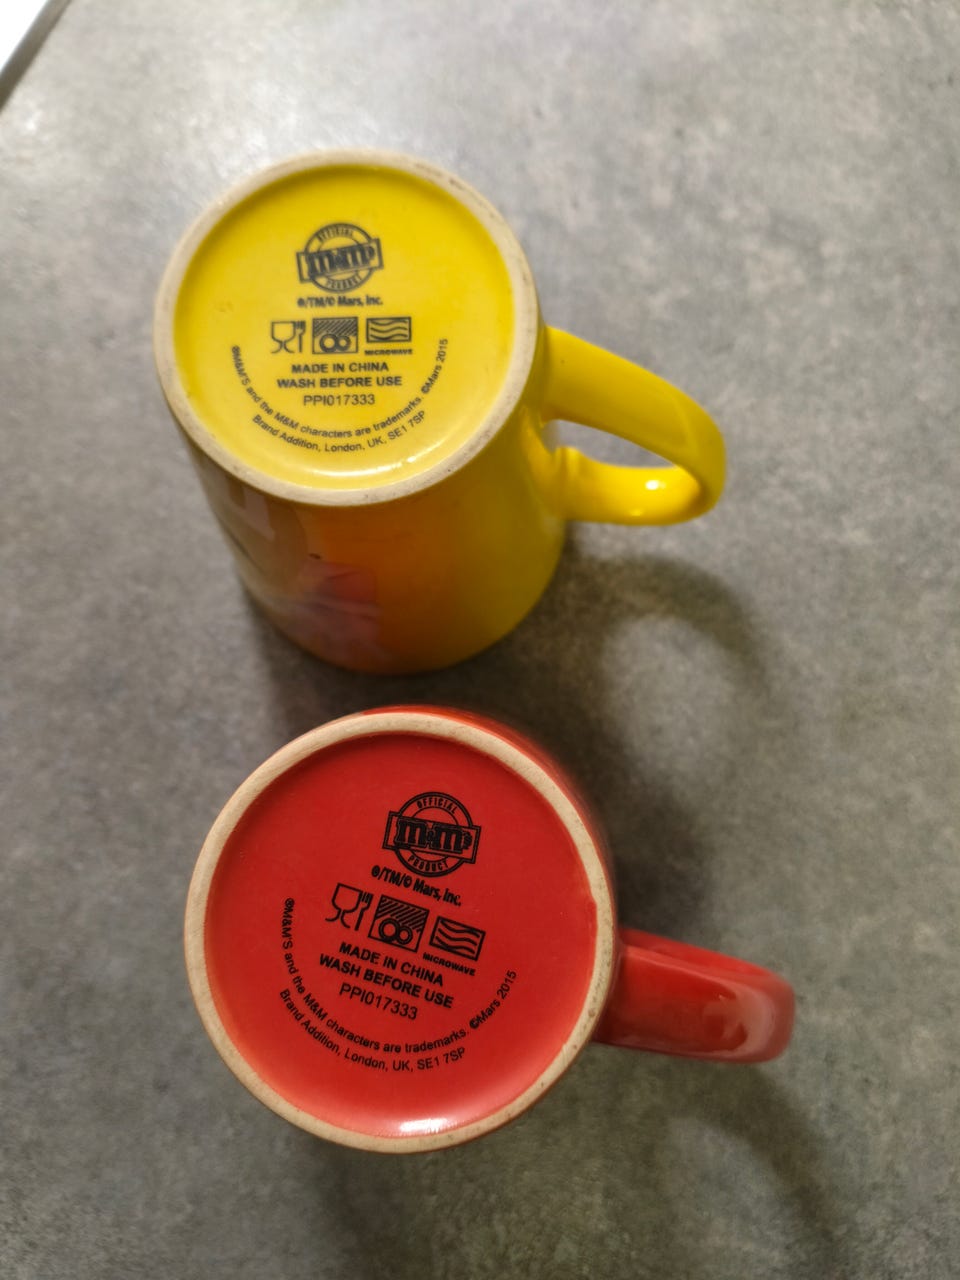 OFFICIAL
m&m's
PRODUCT
®/TM/© Mars, Inc.
MICROWAVE
MADE IN CHINA
WASH BEFORE USE
PPI017333
®M&M'S and the M&M characters are trademarks. ©Mars 2015
Brand Addition, London, UK, SE1 7SP
OFFICIAL
m&m's
PRODUCT
®/TM/© Mars, Inc.
MICROWAVE
MADE IN CHINA
WASH BEFORE USE
PPI017333
®M&M'S and the M&M characters are trademarks. ©Mars 2015
Brand Addition, London, UK, SE1 7SP